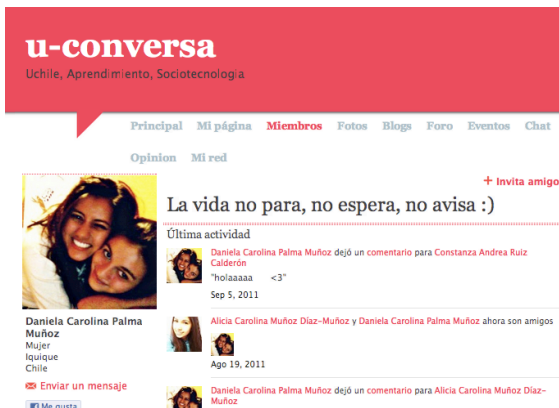 u-conversa
Uchile, Aprendimiento, Sociotecnologia
Principal Mi página Miembros Fotos Blogs Foro Eventos Chat
Opinion Mi red
+ Invita amigo
La vida no para, no espera, no avisa :)
Última actividad
Daniela Carolina Palma Muñoz dejó un comentario para Constanza Andrea Ruiz
Calderón
"holaaaaa <3"
Sep 5, 2011
Daniela Carolina Palma
Muñoz
Mujer
Iquique
Chile
Enviar un mensaje
Me gusta
Alicia Carolina Muñoz Díaz-Muñoz y Daniela Carolina Palma Muñoz ahora son amigos
Ago 19, 2011
Daniela Carolina Palma Muñoz dejó un comentario para Alicia Carolina Muñoz Díaz-
Muñoz